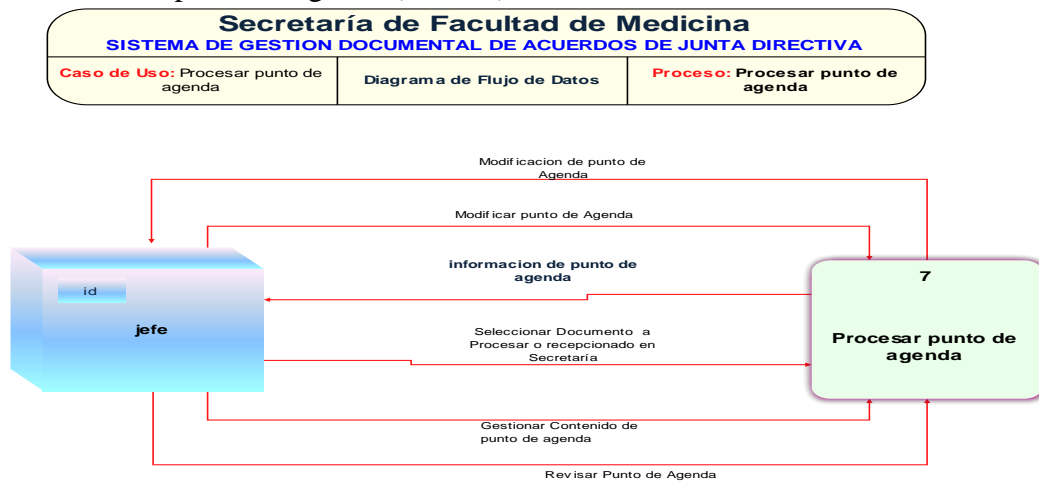 Secretaría de Facultad de Medicina
SISTEMA DE GESTION DOCUMENTAL DE ACUERDOS DE JUNTA DIRECTIVA
Caso de Uso: Procesar punto de
agenda
Diagrama de Flujo de Datos
Proceso: Procesar punto de
agenda
Modificacion de punto de
Agenda
Modificar punto de Agenda
informacion de punto de
agenda
id
jefe
7
Procesar punto de
agenda
Seleccionar Documento a
Procesar o recepcionado en
Secretaría
Gestionar Contenido de
punto de agenda
Revisar Punto de Agenda